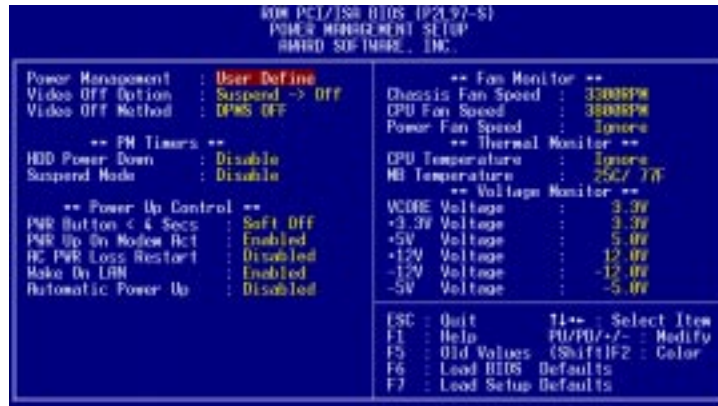 ROM PCI/ISA BIOS (P2L97-S)
POWER MANAGEMENT SETUP
AWARD SOFTWARE, INC.
Power Management : User Define
Video Off Option : Suspend -> Off
Video Off Method : DPMS OFF
** PM Timers **
HDD Power Down : Disable
Suspend Mode : Disable
** Power Up Control **
PWR Button < 4 Secs : Soft Off
PWR Up On Modem Act : Enabled
AC PWR Loss Restart : Disabled
Wake On LAN : Enabled
Automatic Power Up : Disabled
** Fan Monitor **
Chassis Fan Speed : 3300RPM
CPU Fan Speed : 3800RPM
Power Fan Speed : Ignore
** Thermal Monitor **
CPU Temperature : Ignore
MB Temperature : 25C/ 77F
** Voltage Monitor **
VCORE Voltage : 3.3V
+3.3V Voltage : 3.3V
+5V Voltage : 5.0V
+12V Voltage : 12.0V
-12V Voltage : -12.0V
-5V Voltage : -5.0V
ESC : Quit ↑↓→← : Select Item
F1 : Help PU/PD/+/- : Modify
F5 : Old Values (Shift)F2 : Color
F6 : Load BIOS Defaults
F7 : Load Setup Defaults